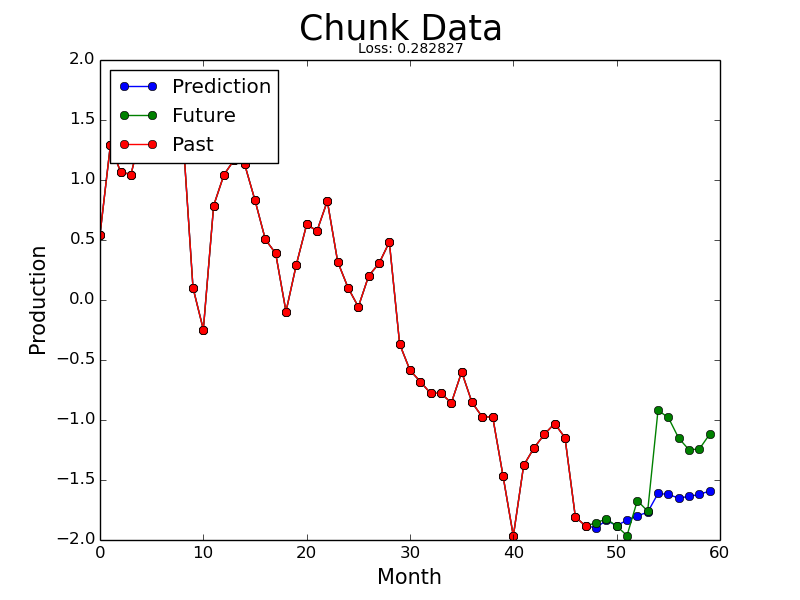 Chunk Data
Loss: 0.282827
Prediction
Future
Past
Production
2.0
1.5
1.0
0.5
0.0
−0.5
−1.0
−1.5
−2.0
0 10 20 30 40 50 60
Month